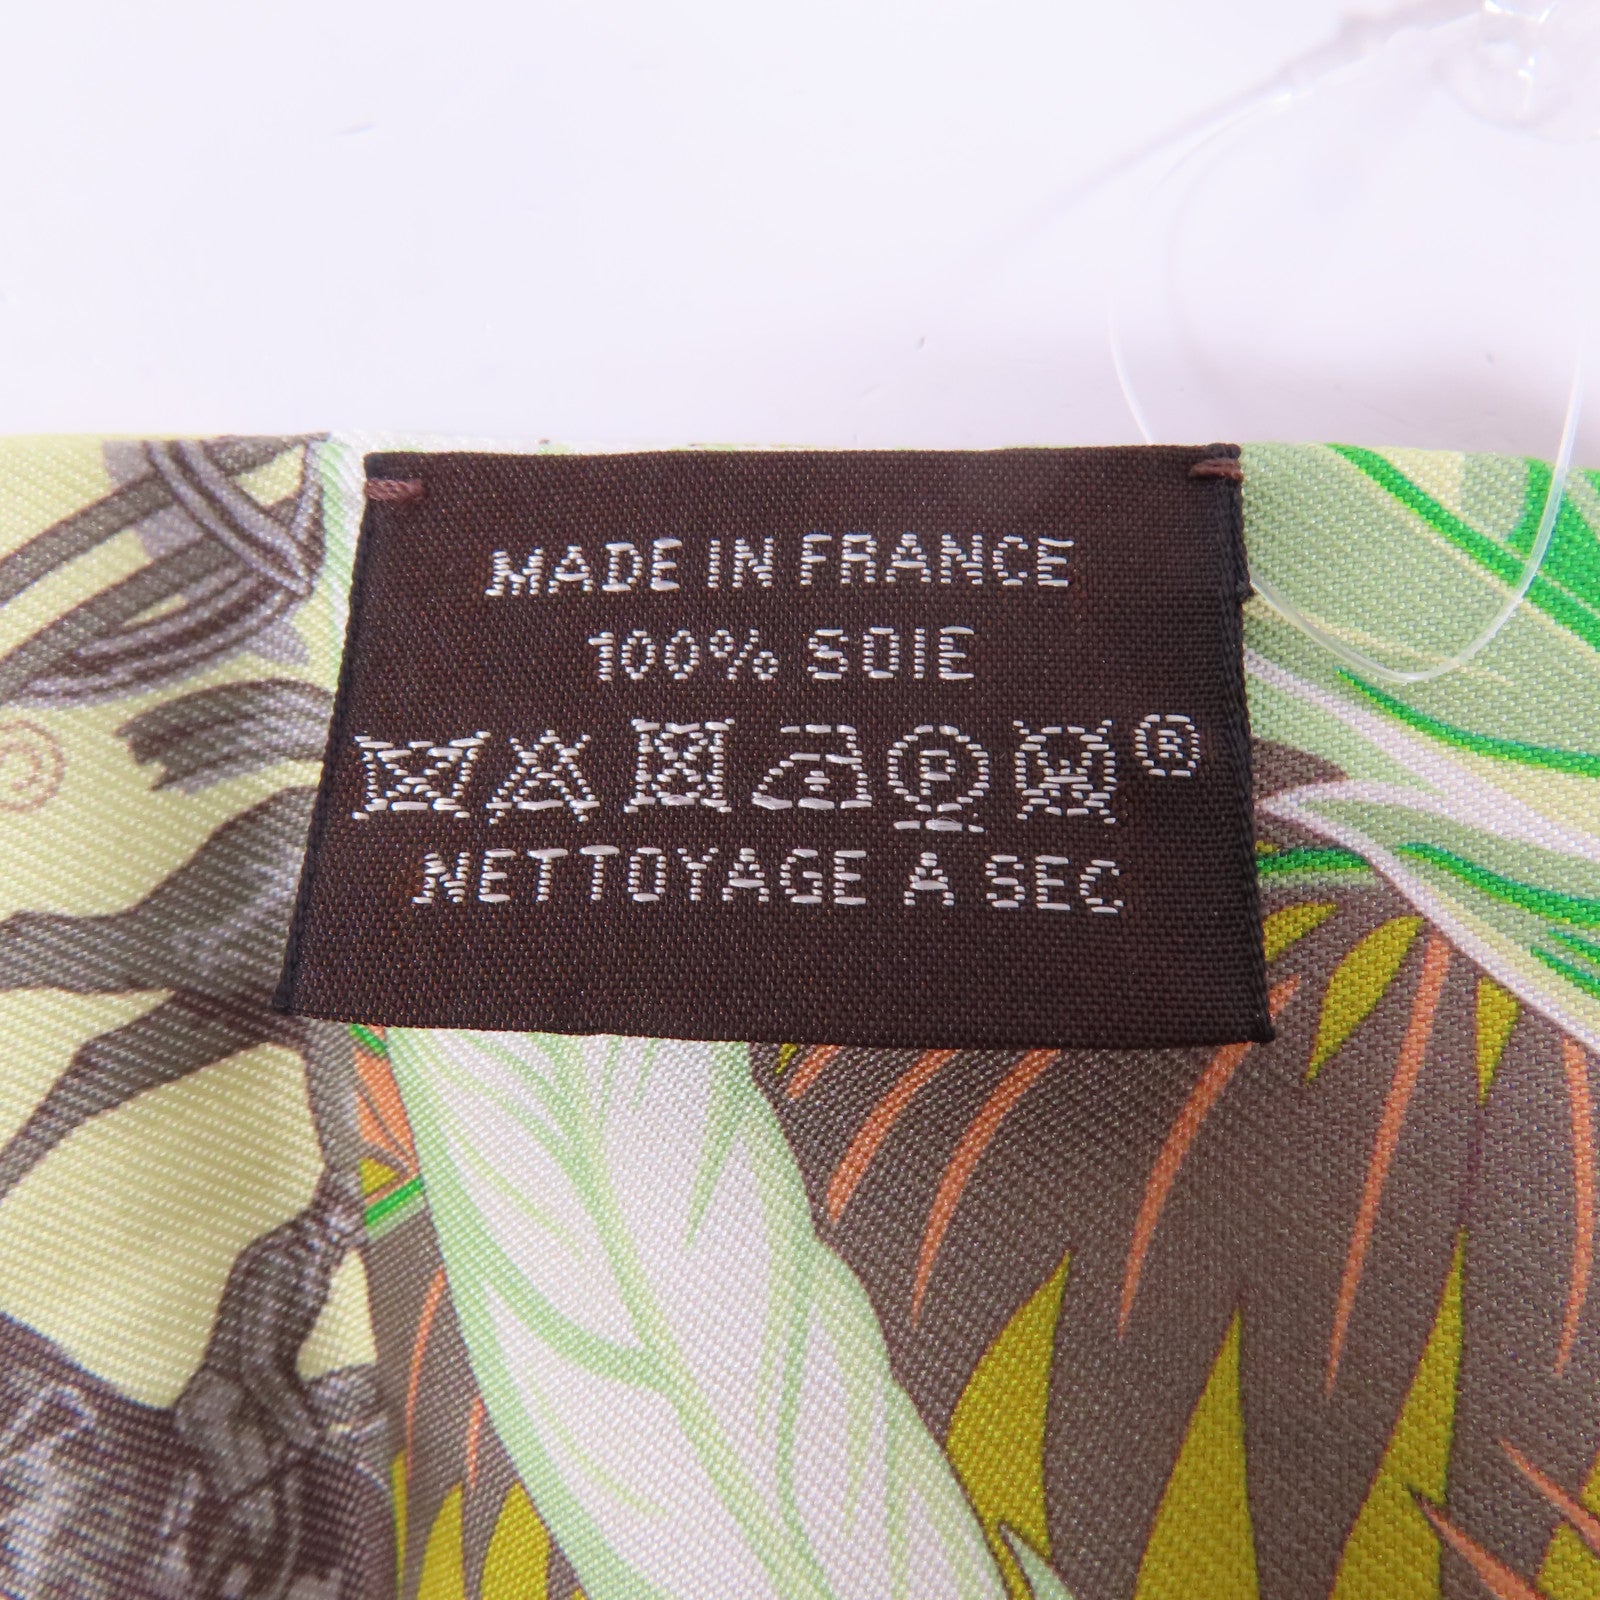 MADE IN FRANCE
100% SOIE
P W ®
NETTOYAGE A SEC